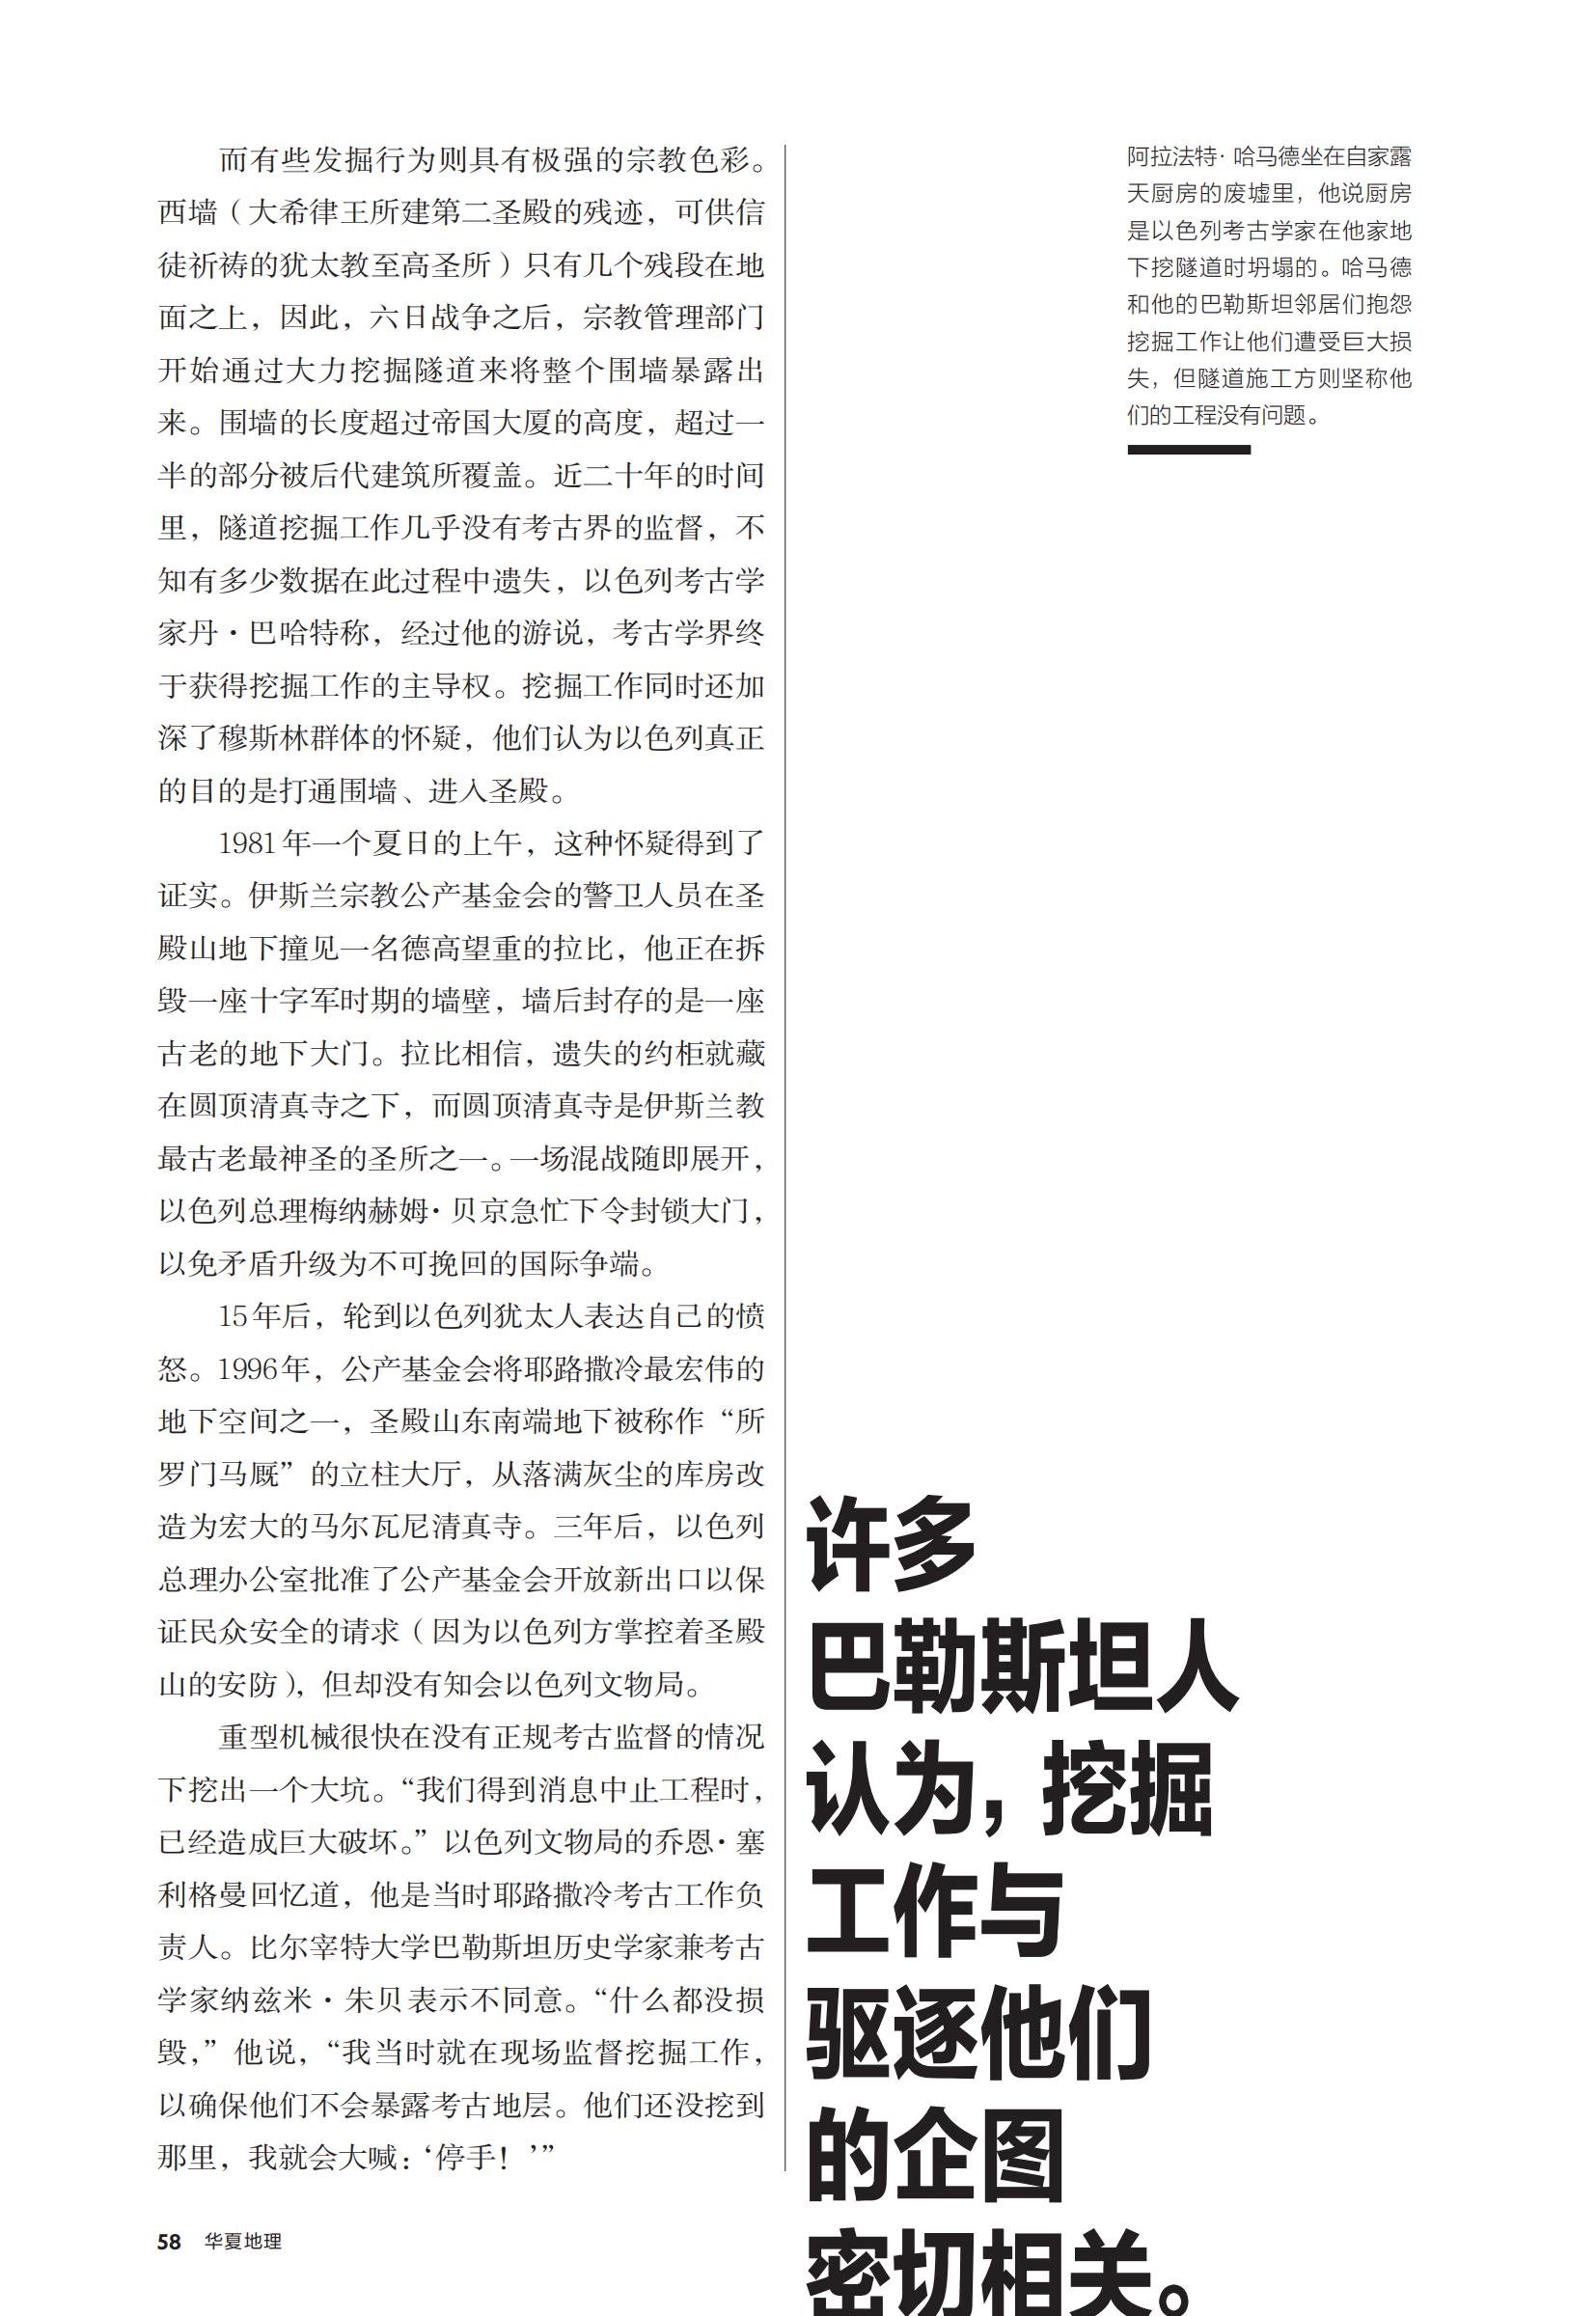 而有些发掘行为则具有极强的宗教色彩。
西墙（大希律王所建第二圣殿的残迹，可供信
徒祈祷的犹太教至高圣所）只有几个残段在地
面之上，因此，六日战争之后，宗教管理部门
开始通过大力挖掘隧道来将整个围墙暴露出
来。围墙的长度超过帝国大厦的高度，超过一
半的部分被后代建筑所覆盖。近二十年的时间
里，隧道挖掘工作几乎没有考古界的监督，不
知有多少数据在此过程中遗失，以色列考古学
家丹·巴哈特称，经过他的游说，考古学界终
于获得挖掘工作的主导权。挖掘工作同时还加
深了穆斯林群体的怀疑，他们认为以色列真正
的目的是打通围墙、进入圣殿。
1981年一个夏日的上午，这种怀疑得到了
证实。伊斯兰宗教公产基金会的警卫人员在圣
殿山地下撞见一名德高望重的拉比，他正在拆
毁一座十字军时期的墙壁，墙后封存的是一座
古老的地下大门。拉比相信，遗失的约柜就藏
在圆顶清真寺之下，而圆顶清真寺是伊斯兰教
最古老最神圣的圣所之一。一场混战随即展开，
以色列总理梅纳赫姆·贝京急忙下令封锁大门，
以免矛盾升级为不可挽回的国际争端。
15年后，轮到以色列犹太人表达自己的愤
怒。1996年，公产基金会将耶路撒冷最宏伟的
地下空间之一，圣殿山东南端地下被称作“所
罗门马厩”的立柱大厅，从落满灰尘的库房改
造为宏大的马尔瓦尼清真寺。三年后，以色列
总理办公室批准了公产基金会开放新出口以保
证民众安全的请求（因为以色列方掌控着圣殿
山的安防），但却没有知会以色列文物局。
重型机械很快在没有正规考古监督的情况
下挖出一个大坑。“我们得到消息中止工程时，
已经造成巨大破坏。”以色列文物局的乔恩·塞
利格曼回忆道，他是当时耶路撒冷考古工作负
责人。比尔宰特大学巴勒斯坦历史学家兼考古
学家纳兹米·朱贝表示不同意。“什么都没损
毁，”他说，“我当时就在现场监督挖掘工作，
以确保他们不会暴露考古地层。他们还没挖到
那里，我就会大喊：‘停手！’”
阿拉法特·哈马德坐在自家露
天厨房的废墟里，他说厨房
是以色列考古学家在他家地
下挖隧道时坍塌的。哈马德
和他的巴勒斯坦邻居们抱怨
挖掘工作让他们遭受巨大损
失，但隧道施工方则坚称他
们的工程没有问题。
许多
巴勒斯坦人
认为，挖掘
工作与
驱逐他们
的企图
密切相关。
58 华夏地理